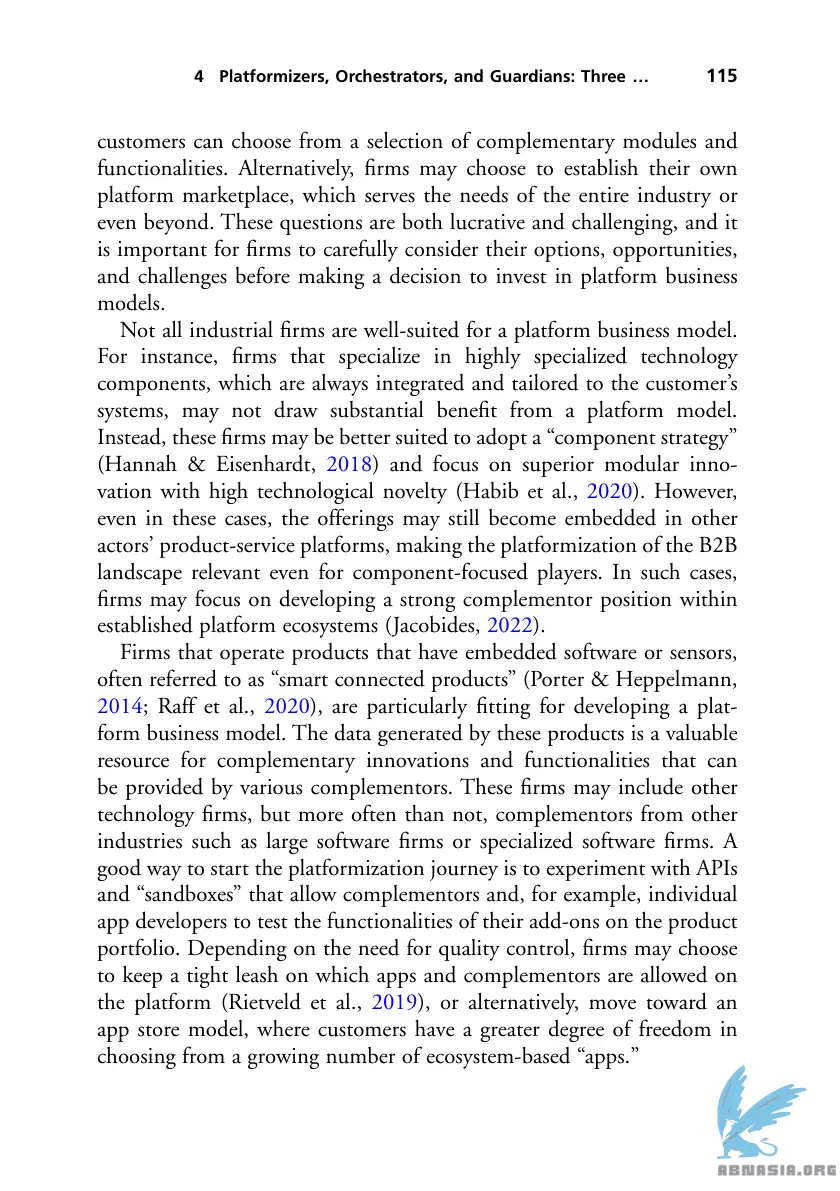 4 Platformizers, Orchestrators, and Guardians: Three … 115
customers can choose from a selection of complementary modules and
functionalities. Alternatively, firms may choose to establish their own
platform marketplace, which serves the needs of the entire industry or
even beyond. These questions are both lucrative and challenging, and it
is important for firms to carefully consider their options, opportunities,
and challenges before making a decision to invest in platform business
models.
Not all industrial firms are well-suited for a platform business model.
For instance, firms that specialize in highly specialized technology
components, which are always integrated and tailored to the customer’s
systems, may not draw substantial benefit from a platform model.
Instead, these firms may be better suited to adopt a “component strategy”
(Hannah & Eisenhardt, 2018) and focus on superior modular inno-
vation with high technological novelty (Habib et al., 2020). However,
even in these cases, the offerings may still become embedded in other
actors’ product-service platforms, making the platformization of the B2B
landscape relevant even for component-focused players. In such cases,
firms may focus on developing a strong complementor position within
established platform ecosystems (Jacobides, 2022).
Firms that operate products that have embedded software or sensors,
often referred to as “smart connected products” (Porter & Heppelmann,
2014; Raff et al., 2020), are particularly fitting for developing a plat-
form business model. The data generated by these products is a valuable
resource for complementary innovations and functionalities that can
be provided by various complementors. These firms may include other
technology firms, but more often than not, complementors from other
industries such as large software firms or specialized software firms. A
good way to start the platformization journey is to experiment with APIs
and “sandboxes” that allow complementors and, for example, individual
app developers to test the functionalities of their add-ons on the product
portfolio. Depending on the need for quality control, firms may choose
to keep a tight leash on which apps and complementors are allowed on
the platform (Rietveld et al., 2019), or alternatively, move toward an
app store model, where customers have a greater degree of freedom in
choosing from a growing number of ecosystem-based “apps.”
ABNASIA.ORG